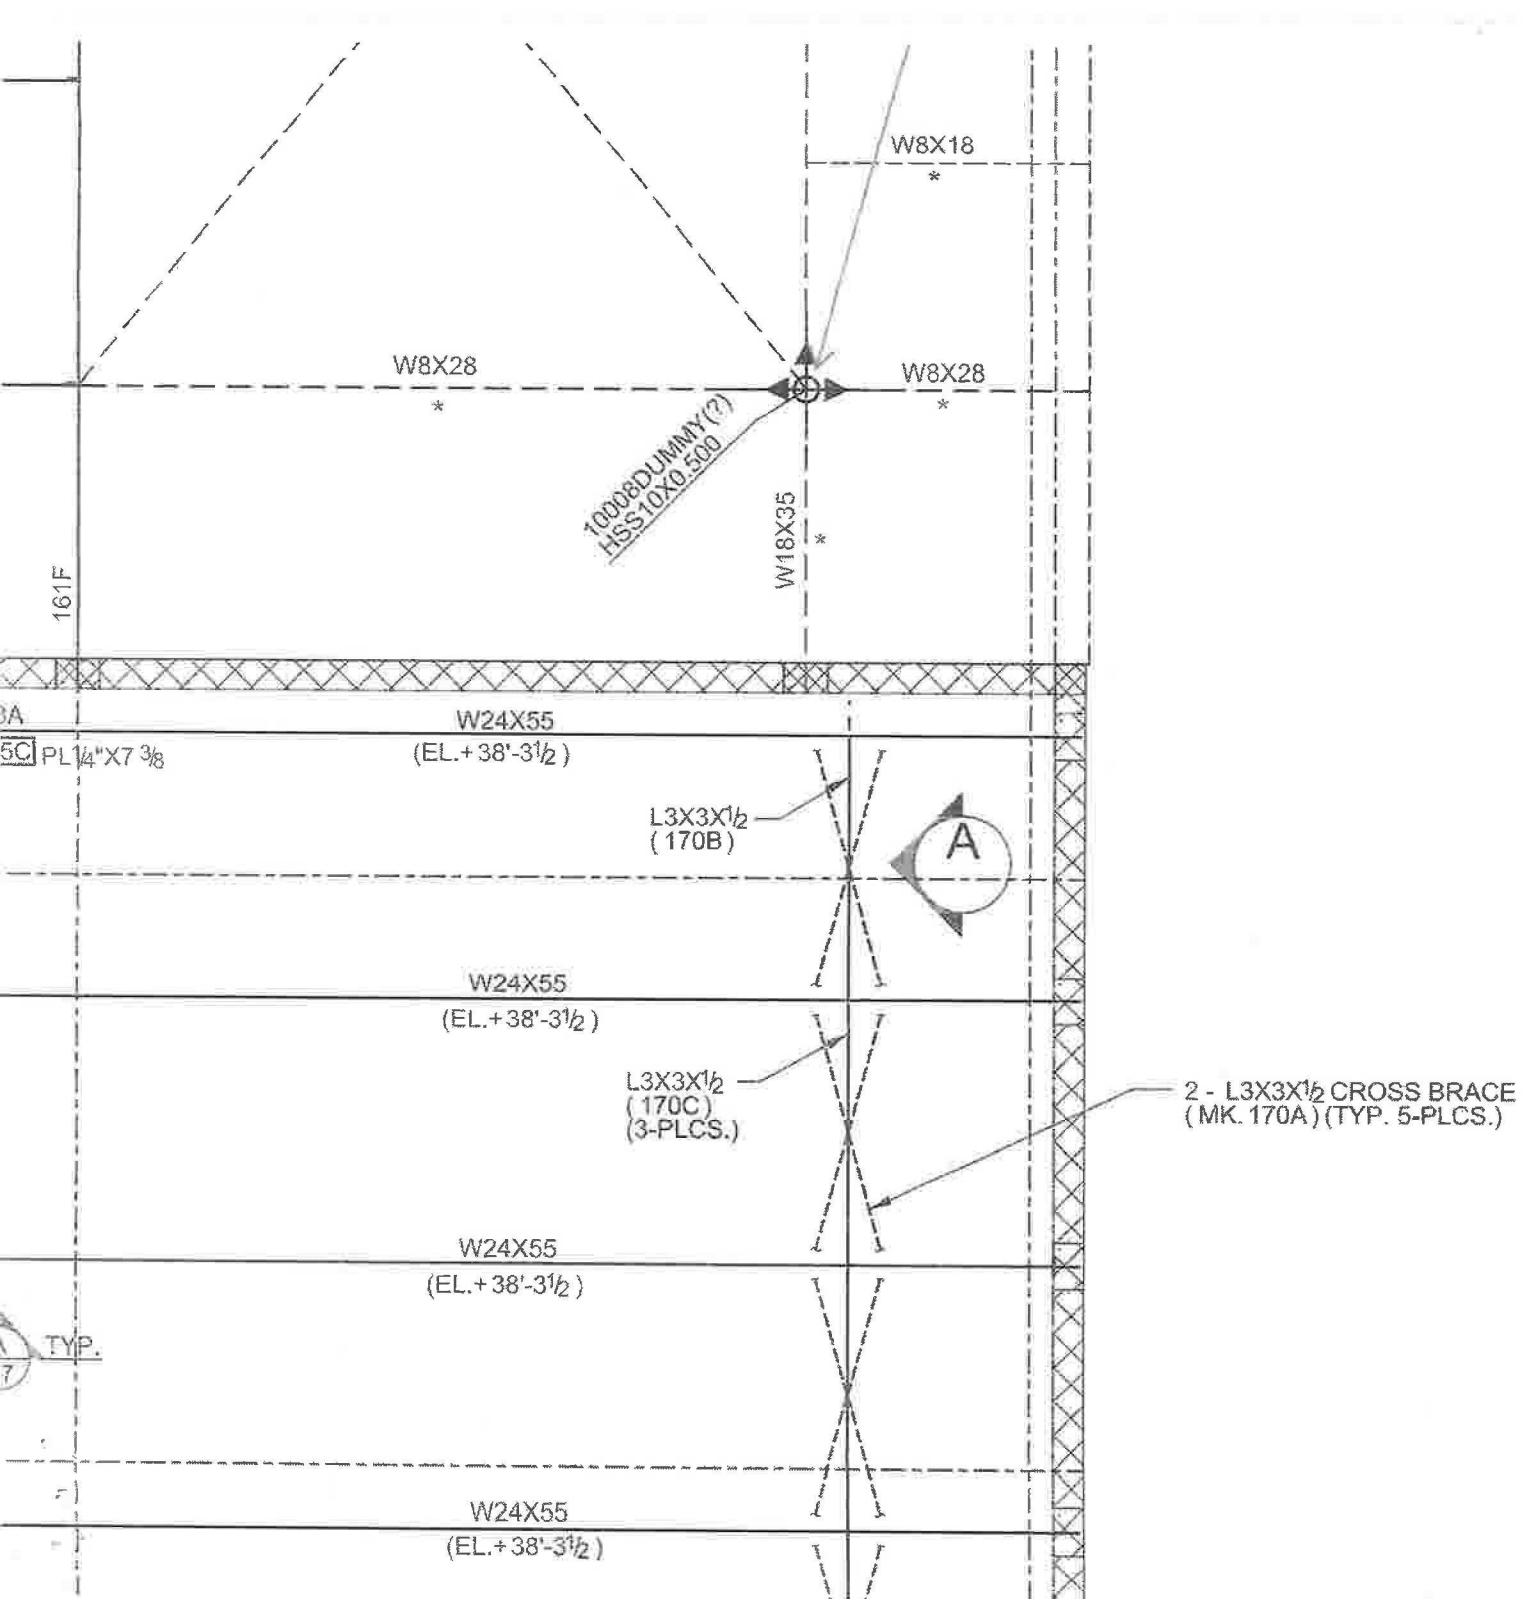 W8X18
*
W8X28
*
W8X28
*
10008DUMMY(?)
HSS10X0.500
W18X35
*
161F
3A
W24X55
5C PL 1/4"X7 3/8
(EL.+38'-3 1/2 )
L3X3X1/2
( 170B)
A
W24X55
(EL.+38'-3 1/2 )
L3X3X1/2
( 170C)
(3-PLCS.)
2 - L3X3X1/2 CROSS BRACE
( MK. 170A ) (TYP. 5-PLCS.)
W24X55
(EL.+38'-3 1/2 )
TYP.
7
W24X55
(EL.+38'-3 1/2 )